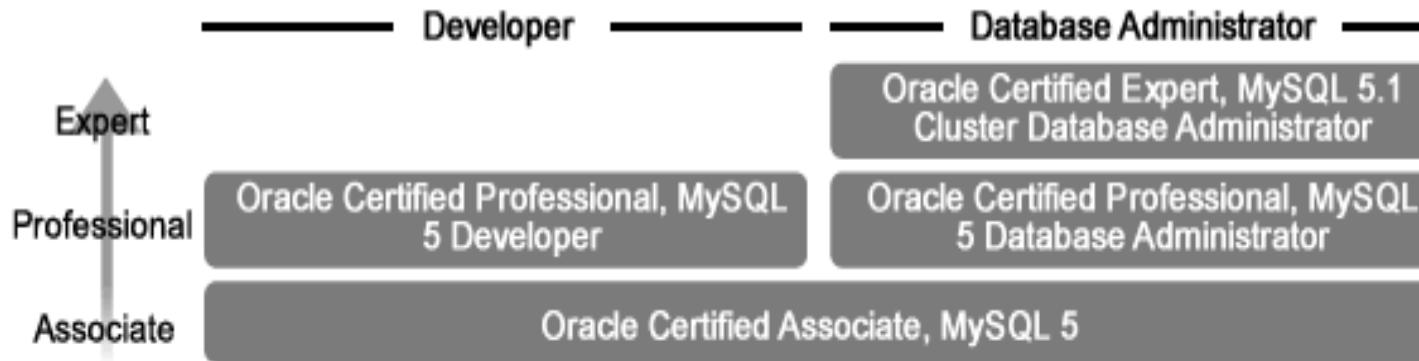 Developer
Database Administrator
Expert
Oracle Certified Expert, MySQL 5.1
Cluster Database Administrator
Professional
Oracle Certified Professional, MySQL
5 Developer
Oracle Certified Professional, MySQL
5 Database Administrator
Associate
Oracle Certified Associate, MySQL 5